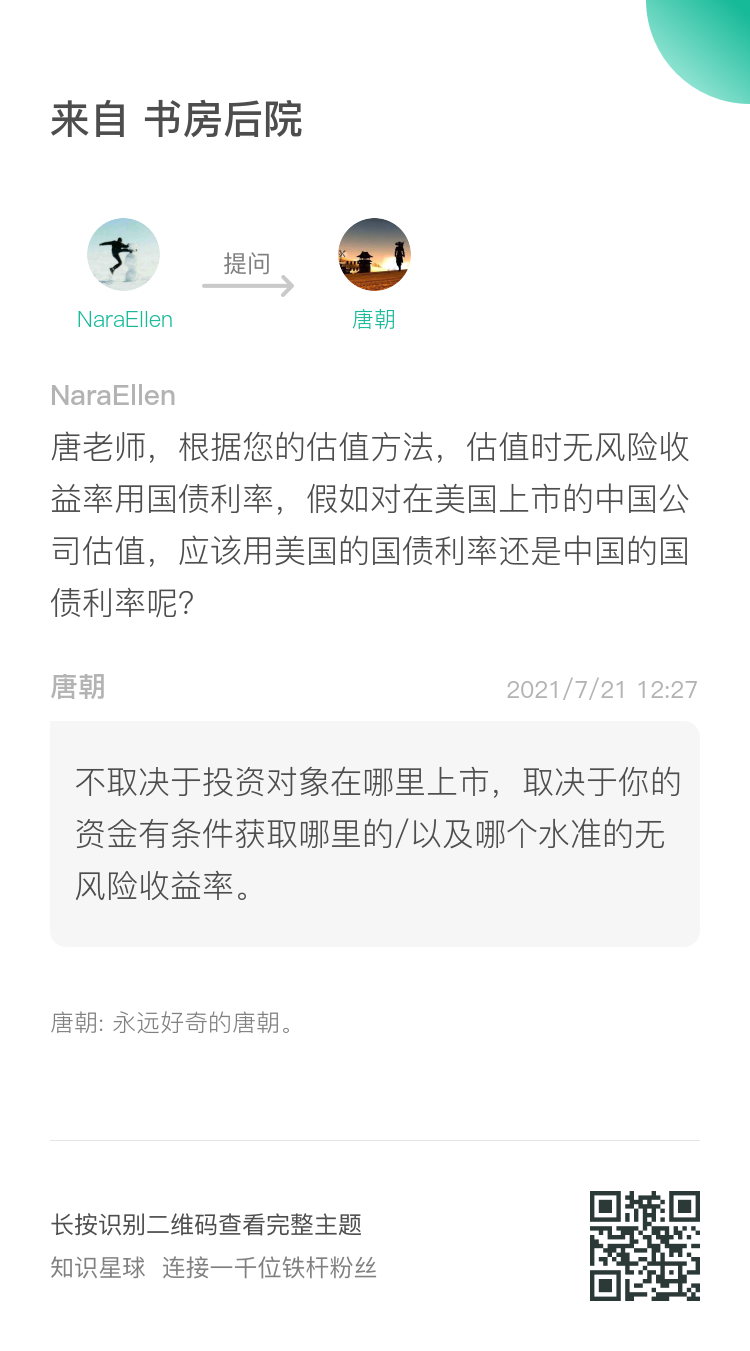 来自 书房后院
提问
NaraEllen
唐朝
NaraEllen
唐老师，根据您的估值方法，估值时无风险收
益率用国债利率，假如对在美国上市的中国公
司估值，应该用美国的国债利率还是中国的国
债利率呢？
唐朝
2021/7/21 12:27
不取决于投资对象在哪里上市，取决于你的
资金有条件获取哪里的/以及哪个水准的无
风险收益率。
唐朝: 永远好奇的唐朝。
长按识别二维码查看完整主题
知识星球 连接一千位铁杆粉丝